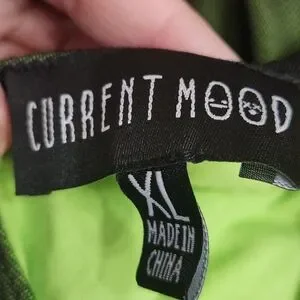 CURRENT MOOD
XL
MADE IN
CHINA